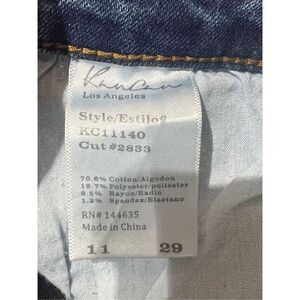 KanCan
Los Angeles
Style/Estilo#
KC11140
Cut#2833
70.6% Cotton/Algodon
19.7% Polyester/poliester
8.5% Rayon/Radio
1.2% Spandex/Elastano
RN# 144635
Made in China
11 29